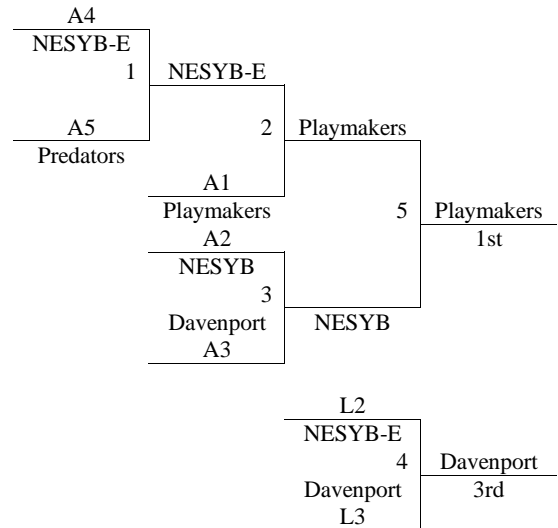 A4
NESYB-E
1
NESYB-E
A5
Predators
2
Playmakers
A1
Playmakers
5
Playmakers
1st
A2
NESYB
3
Davenport
NESYB
A3
L2
NESYB-E
4
Davenport
Davenport
3rd
L3